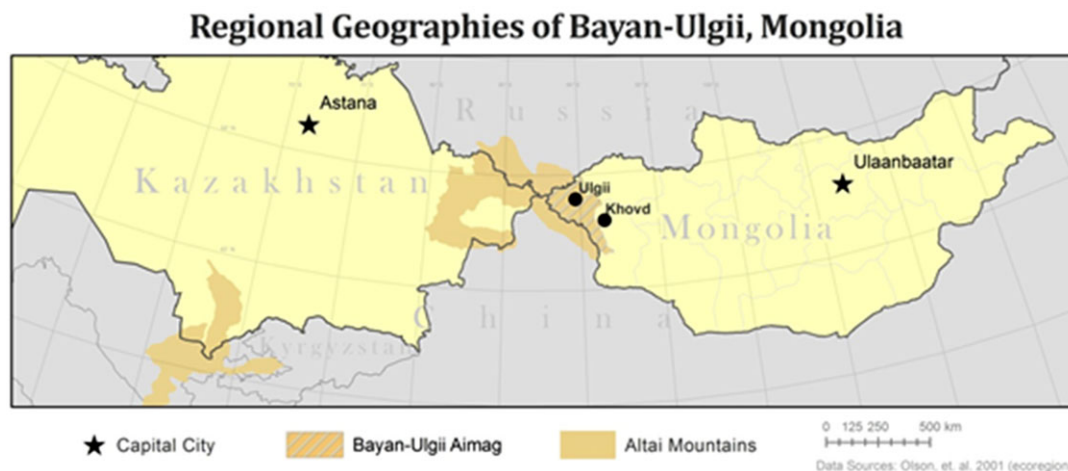 Regional Geographies of Bayan-Ulgii, Mongolia
Astana
Russia
Ulaanbaatar
Kazakhstan
Ulgii
Khovd
Mongolia
China
Kyrgyzstan
Capital City
Bayan-Ulgii Aimag
Altai Mountains
0 125 250 500 km
Data Sources: Olson, et. al. 2001 (ecoregion